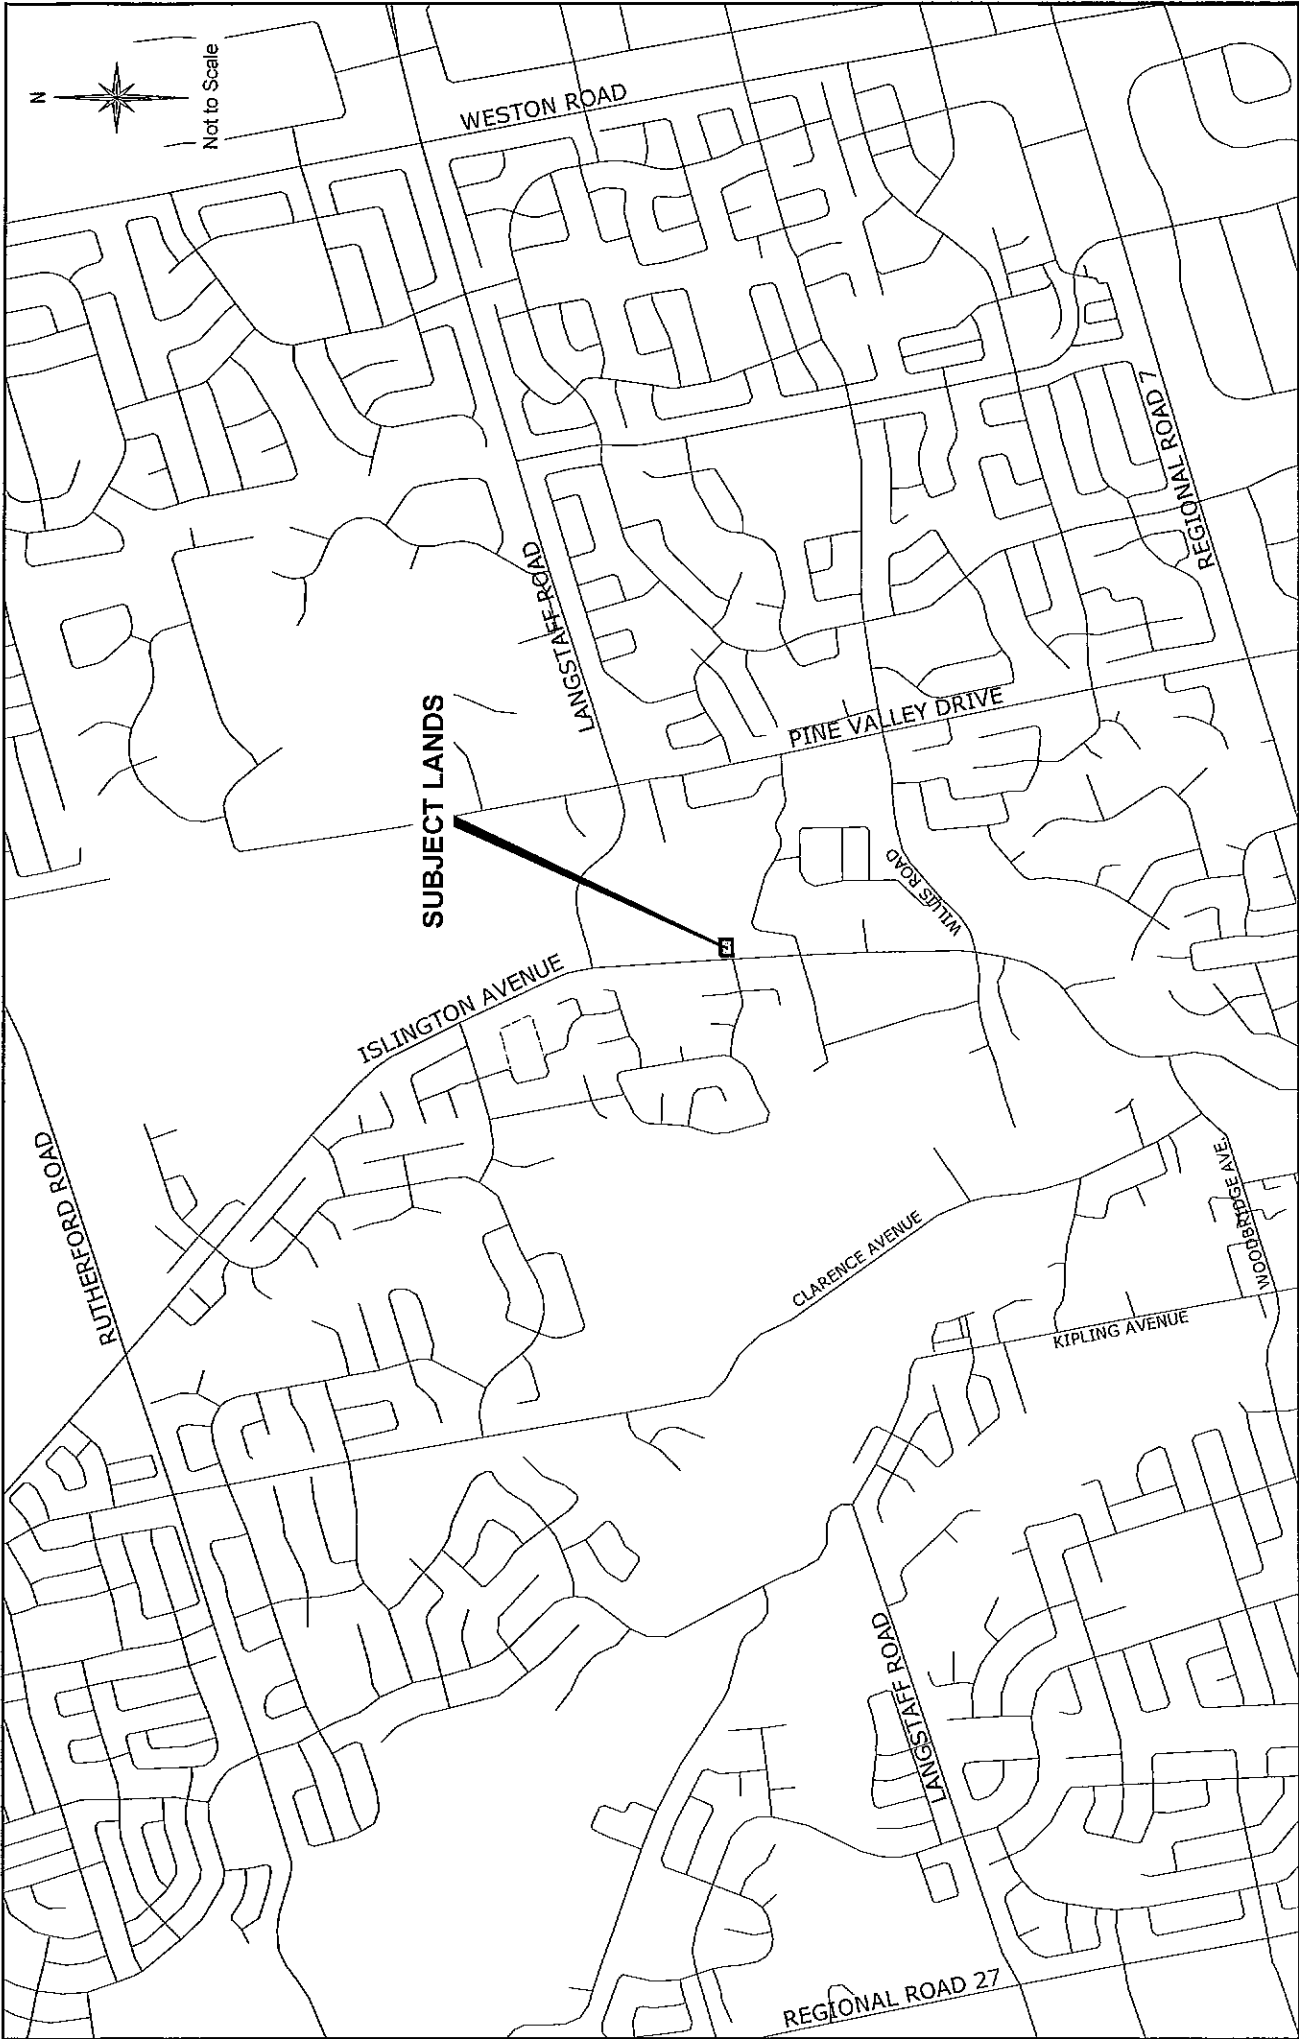 N
Not to Scale
WESTON ROAD
LANGSTAFF ROAD
REGIONAL ROAD 7
SUBJECT LANDS
PINE VALLEY DRIVE
WILLIS ROAD
ISLINGTON AVENUE
RUTHERFORD ROAD
CLARENCE AVENUE
WOODBRIDGE AVE.
KIPLING AVENUE
LANGSTAFF ROAD
REGIONAL ROAD 27